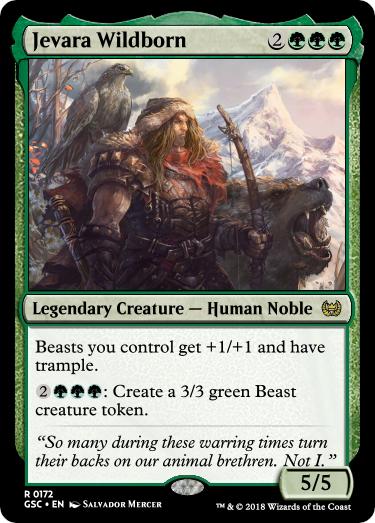 Jevara Wildborn 2
Legendary Creature — Human Noble
Beasts you control get +1/+1 and have
trample.
2 : Create a 3/3 green Beast
creature token.
“So many during these warring times turn
their backs on our animal brethren. Not I.”
5/5
R 0172
GSC • EN Salvador Mercer
™ & © 2018 Wizards of the Coast